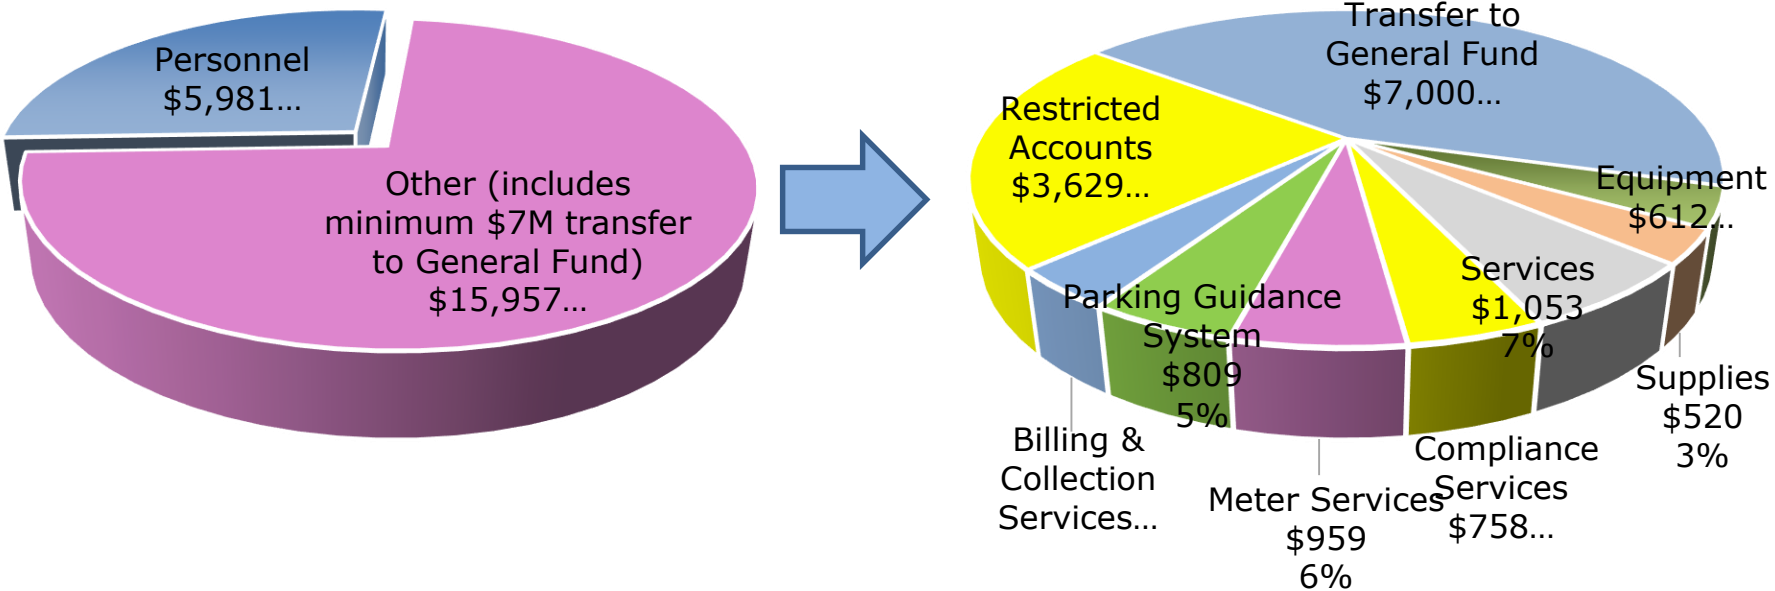 Personnel
$5,981…
Other (includes
minimum $7M transfer
to General Fund)
$15,957…
Transfer to
General Fund
$7,000…
Restricted
Accounts
$3,629…
Equipment
$612…
Services
$1,053
7%
Parking Guidance
System
$809
5%
Supplies
$520
3%
Billing &
Collection
Services…
Meter Services
$959
6%
Compliance
Services
$758…